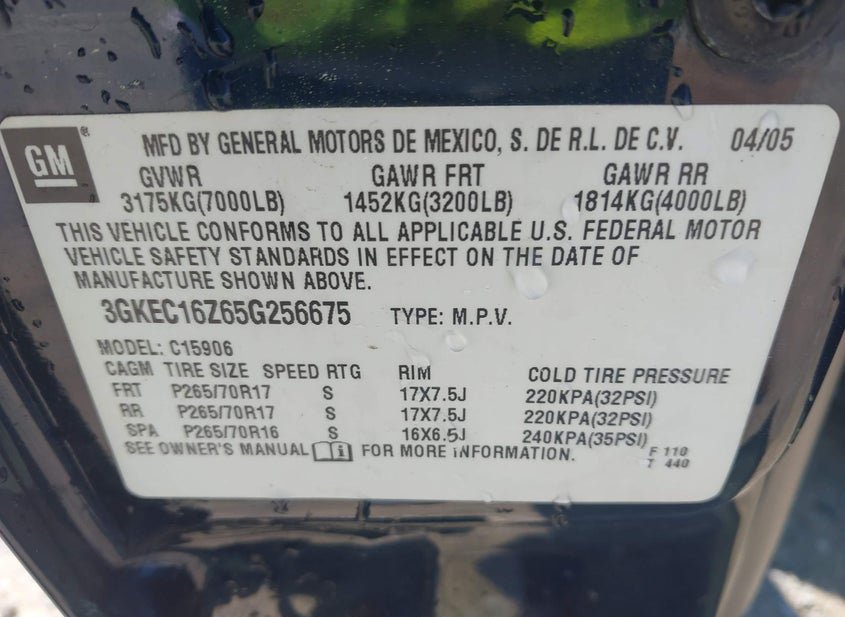 GM®
MFD BY GENERAL MOTORS DE MEXICO, S. DE R.L. DE C.V. 04/05
GVWR GAWR FRT GAWR RR
3175KG(7000LB) 1452KG(3200LB) 1814KG(4000LB)
THIS VEHICLE CONFORMS TO ALL APPLICABLE U.S. FEDERAL MOTOR
VEHICLE SAFETY STANDARDS IN EFFECT ON THE DATE OF
MANUFACTURE SHOWN ABOVE.
3GKEC16Z65G256675 TYPE: M.P.V.
MODEL: C15906
CAGM TIRE SIZE SPEED RTG RIM COLD TIRE PRESSURE
FRT P265/70R17 S 17X7.5J 220KPA(32PSI)
RR P265/70R17 S 17X7.5J 220KPA(32PSI)
SPA P265/70R16 S 16X6.5J 240KPA(35PSI)
SEE OWNER'S MANUAL i FOR MORE INFORMATION. F 110
T 440